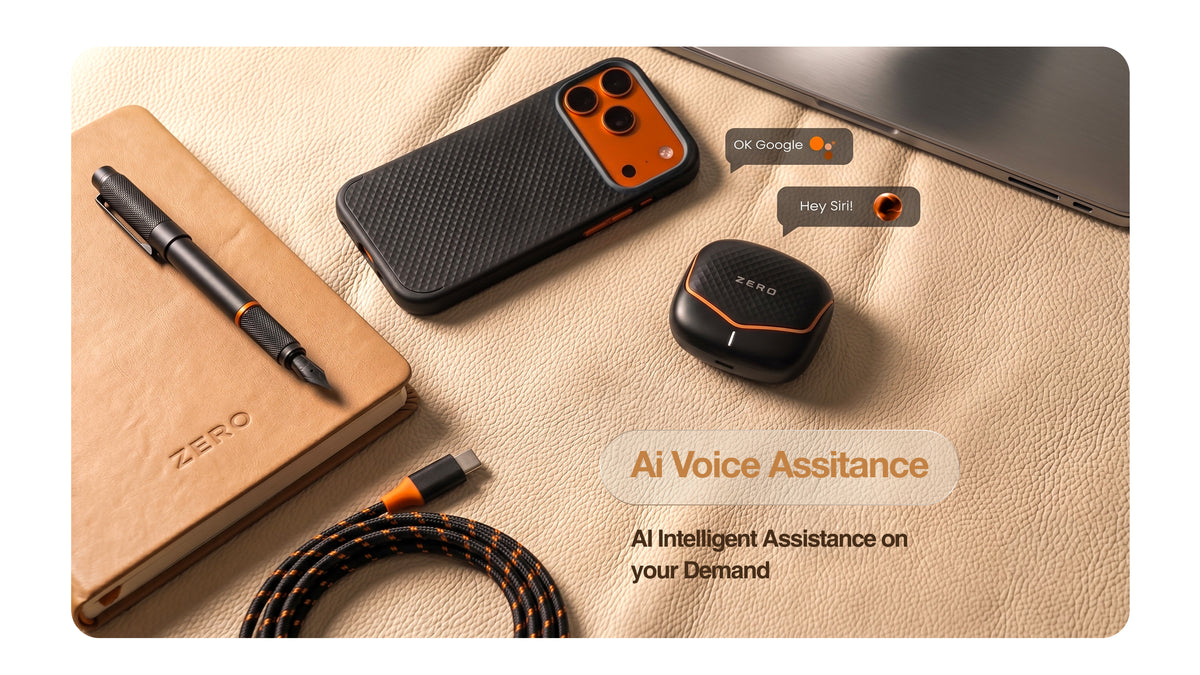 OK Google
Hey Siri!
ZERO
ZERO
Ai Voice Assitance
AI Intelligent Assistance on
your Demand